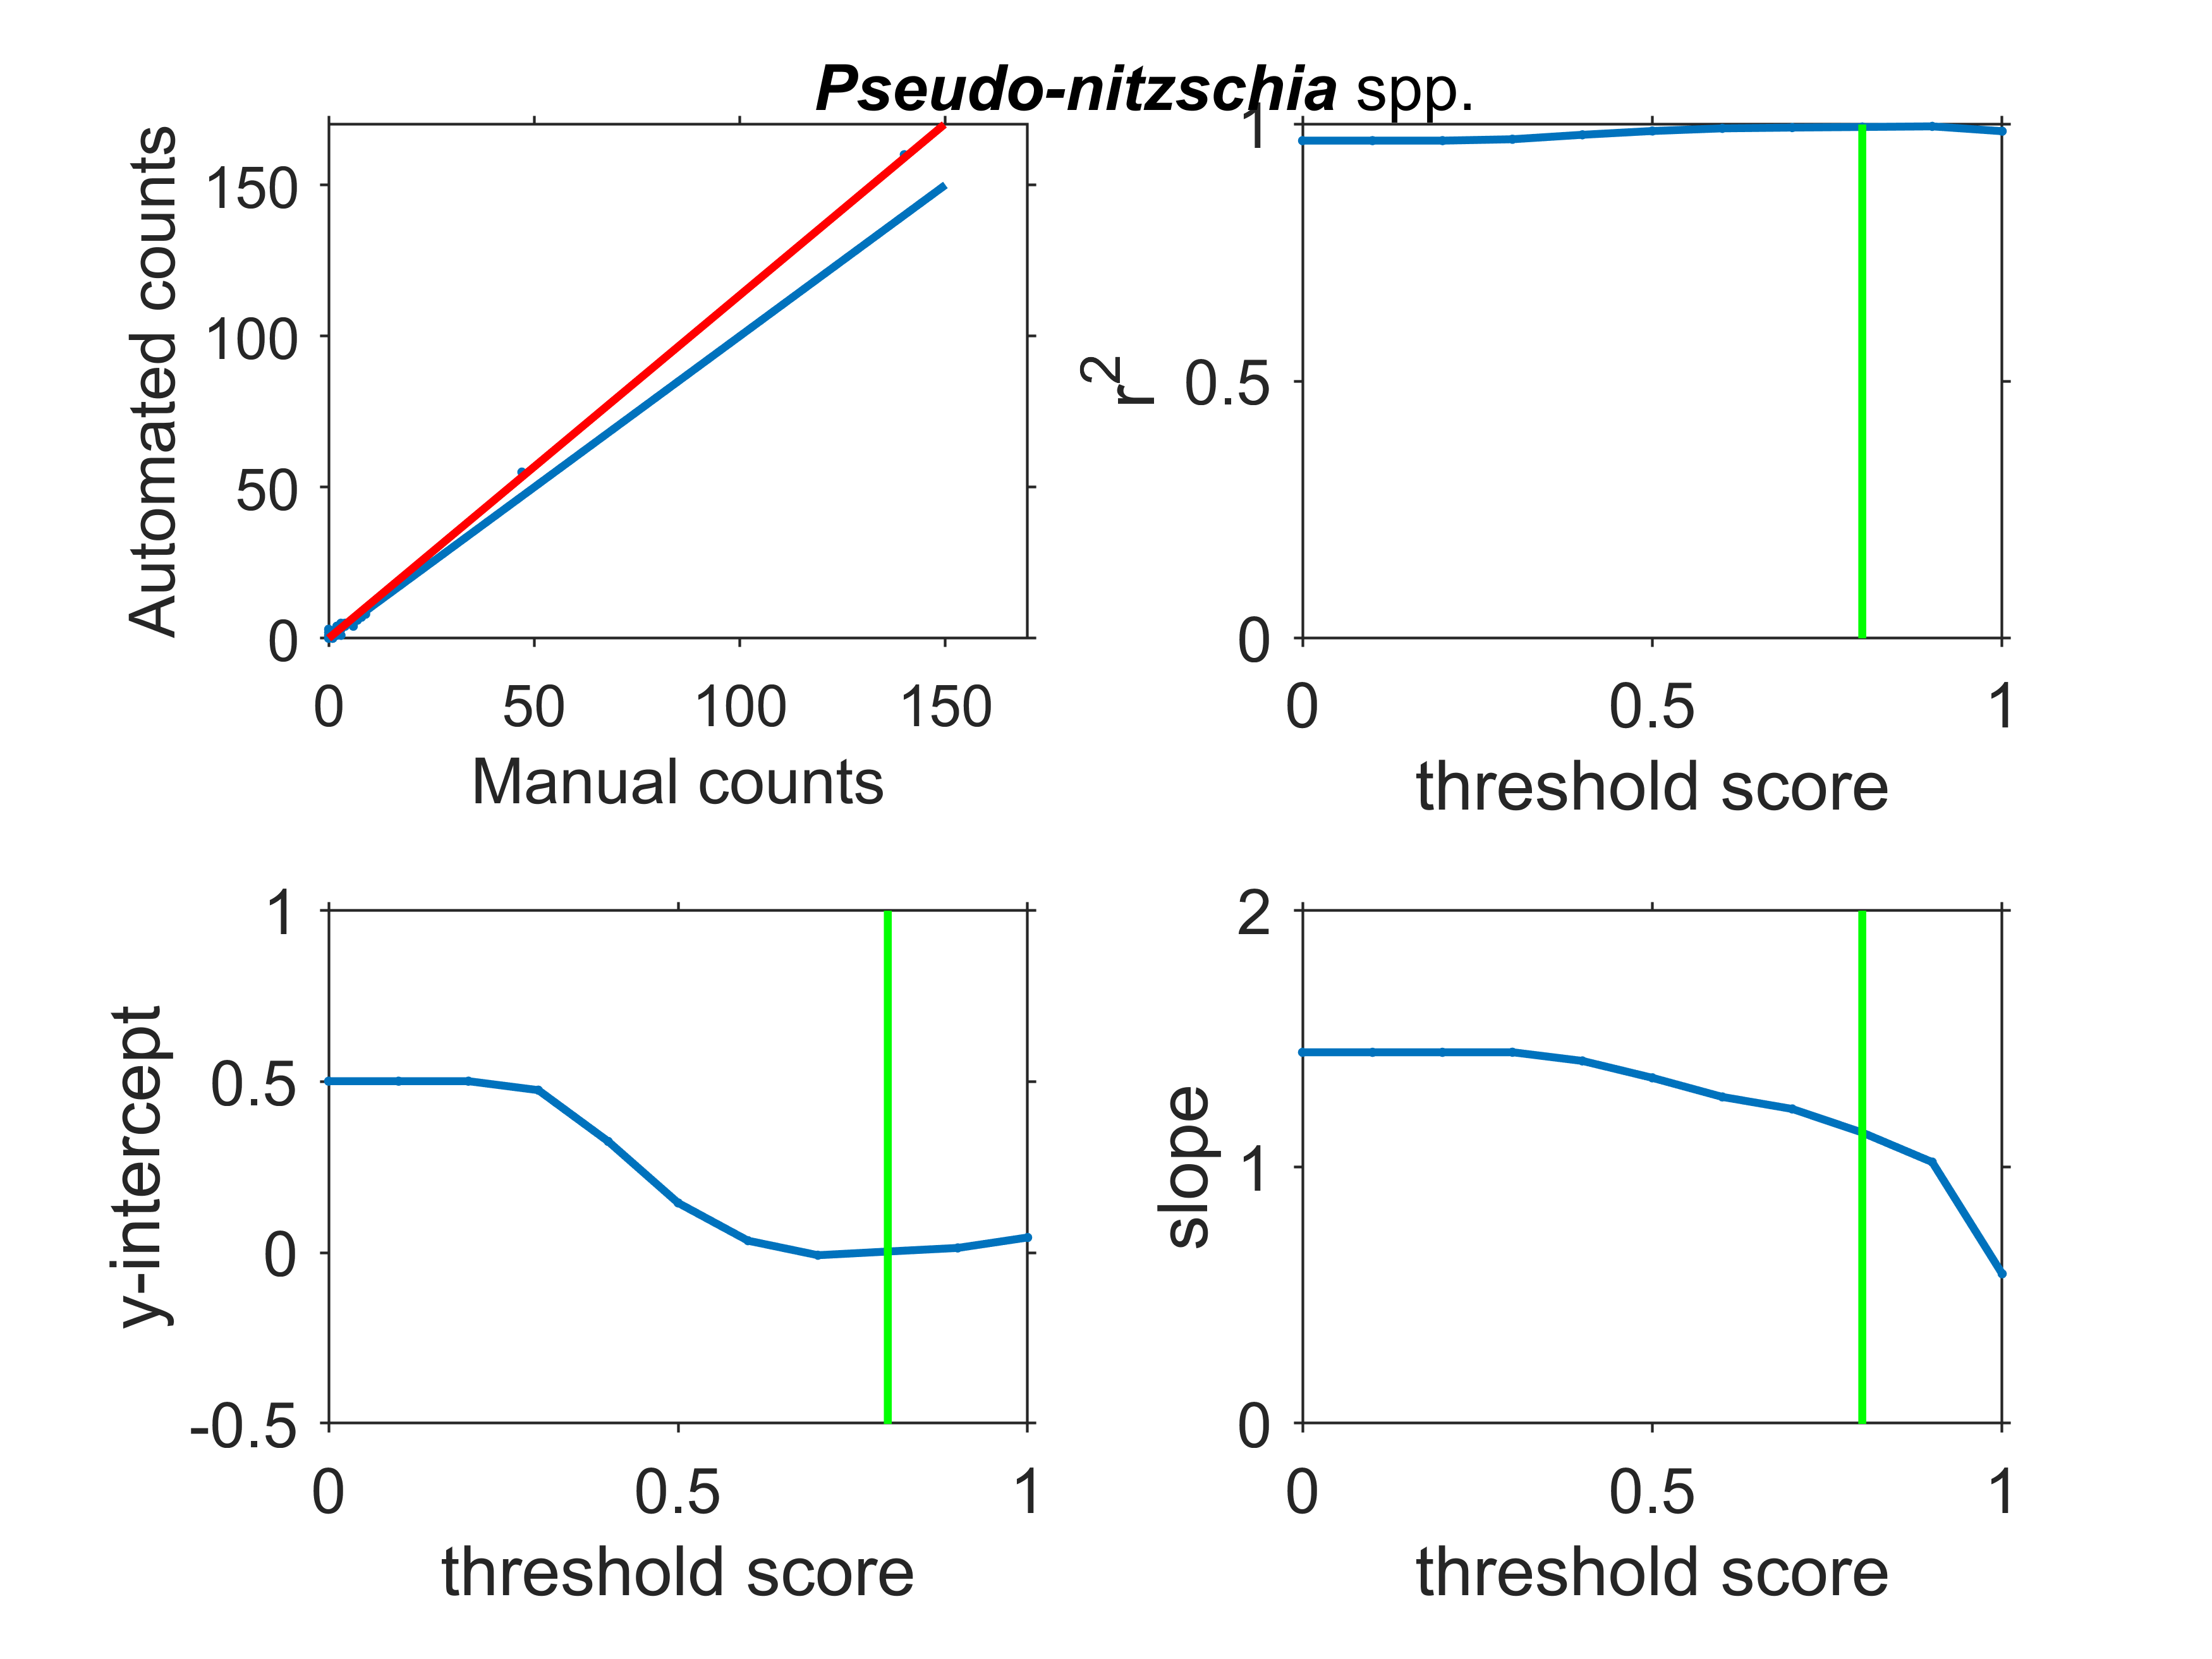 Pseudo-nitzschia spp.
Automated counts
150
100
50
0
0 50 100 150
Manual counts
r2
1
0.5
0
0 0.5 1
threshold score
y-intercept
1
0.5
0
-0.5
0 0.5 1
threshold score
slope
2
1
0
0 0.5 1
threshold score